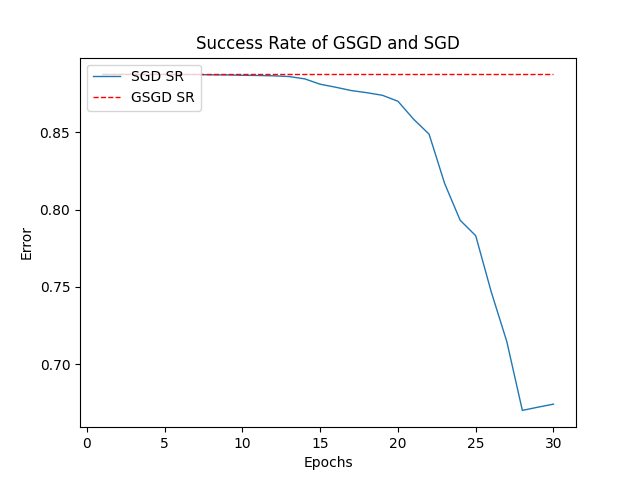 Success Rate of GSGD and SGD
SGD SR
GSGD SR
0.85
0.80
0.75
0.70
Error
0 5 10 15 20 25 30
Epochs